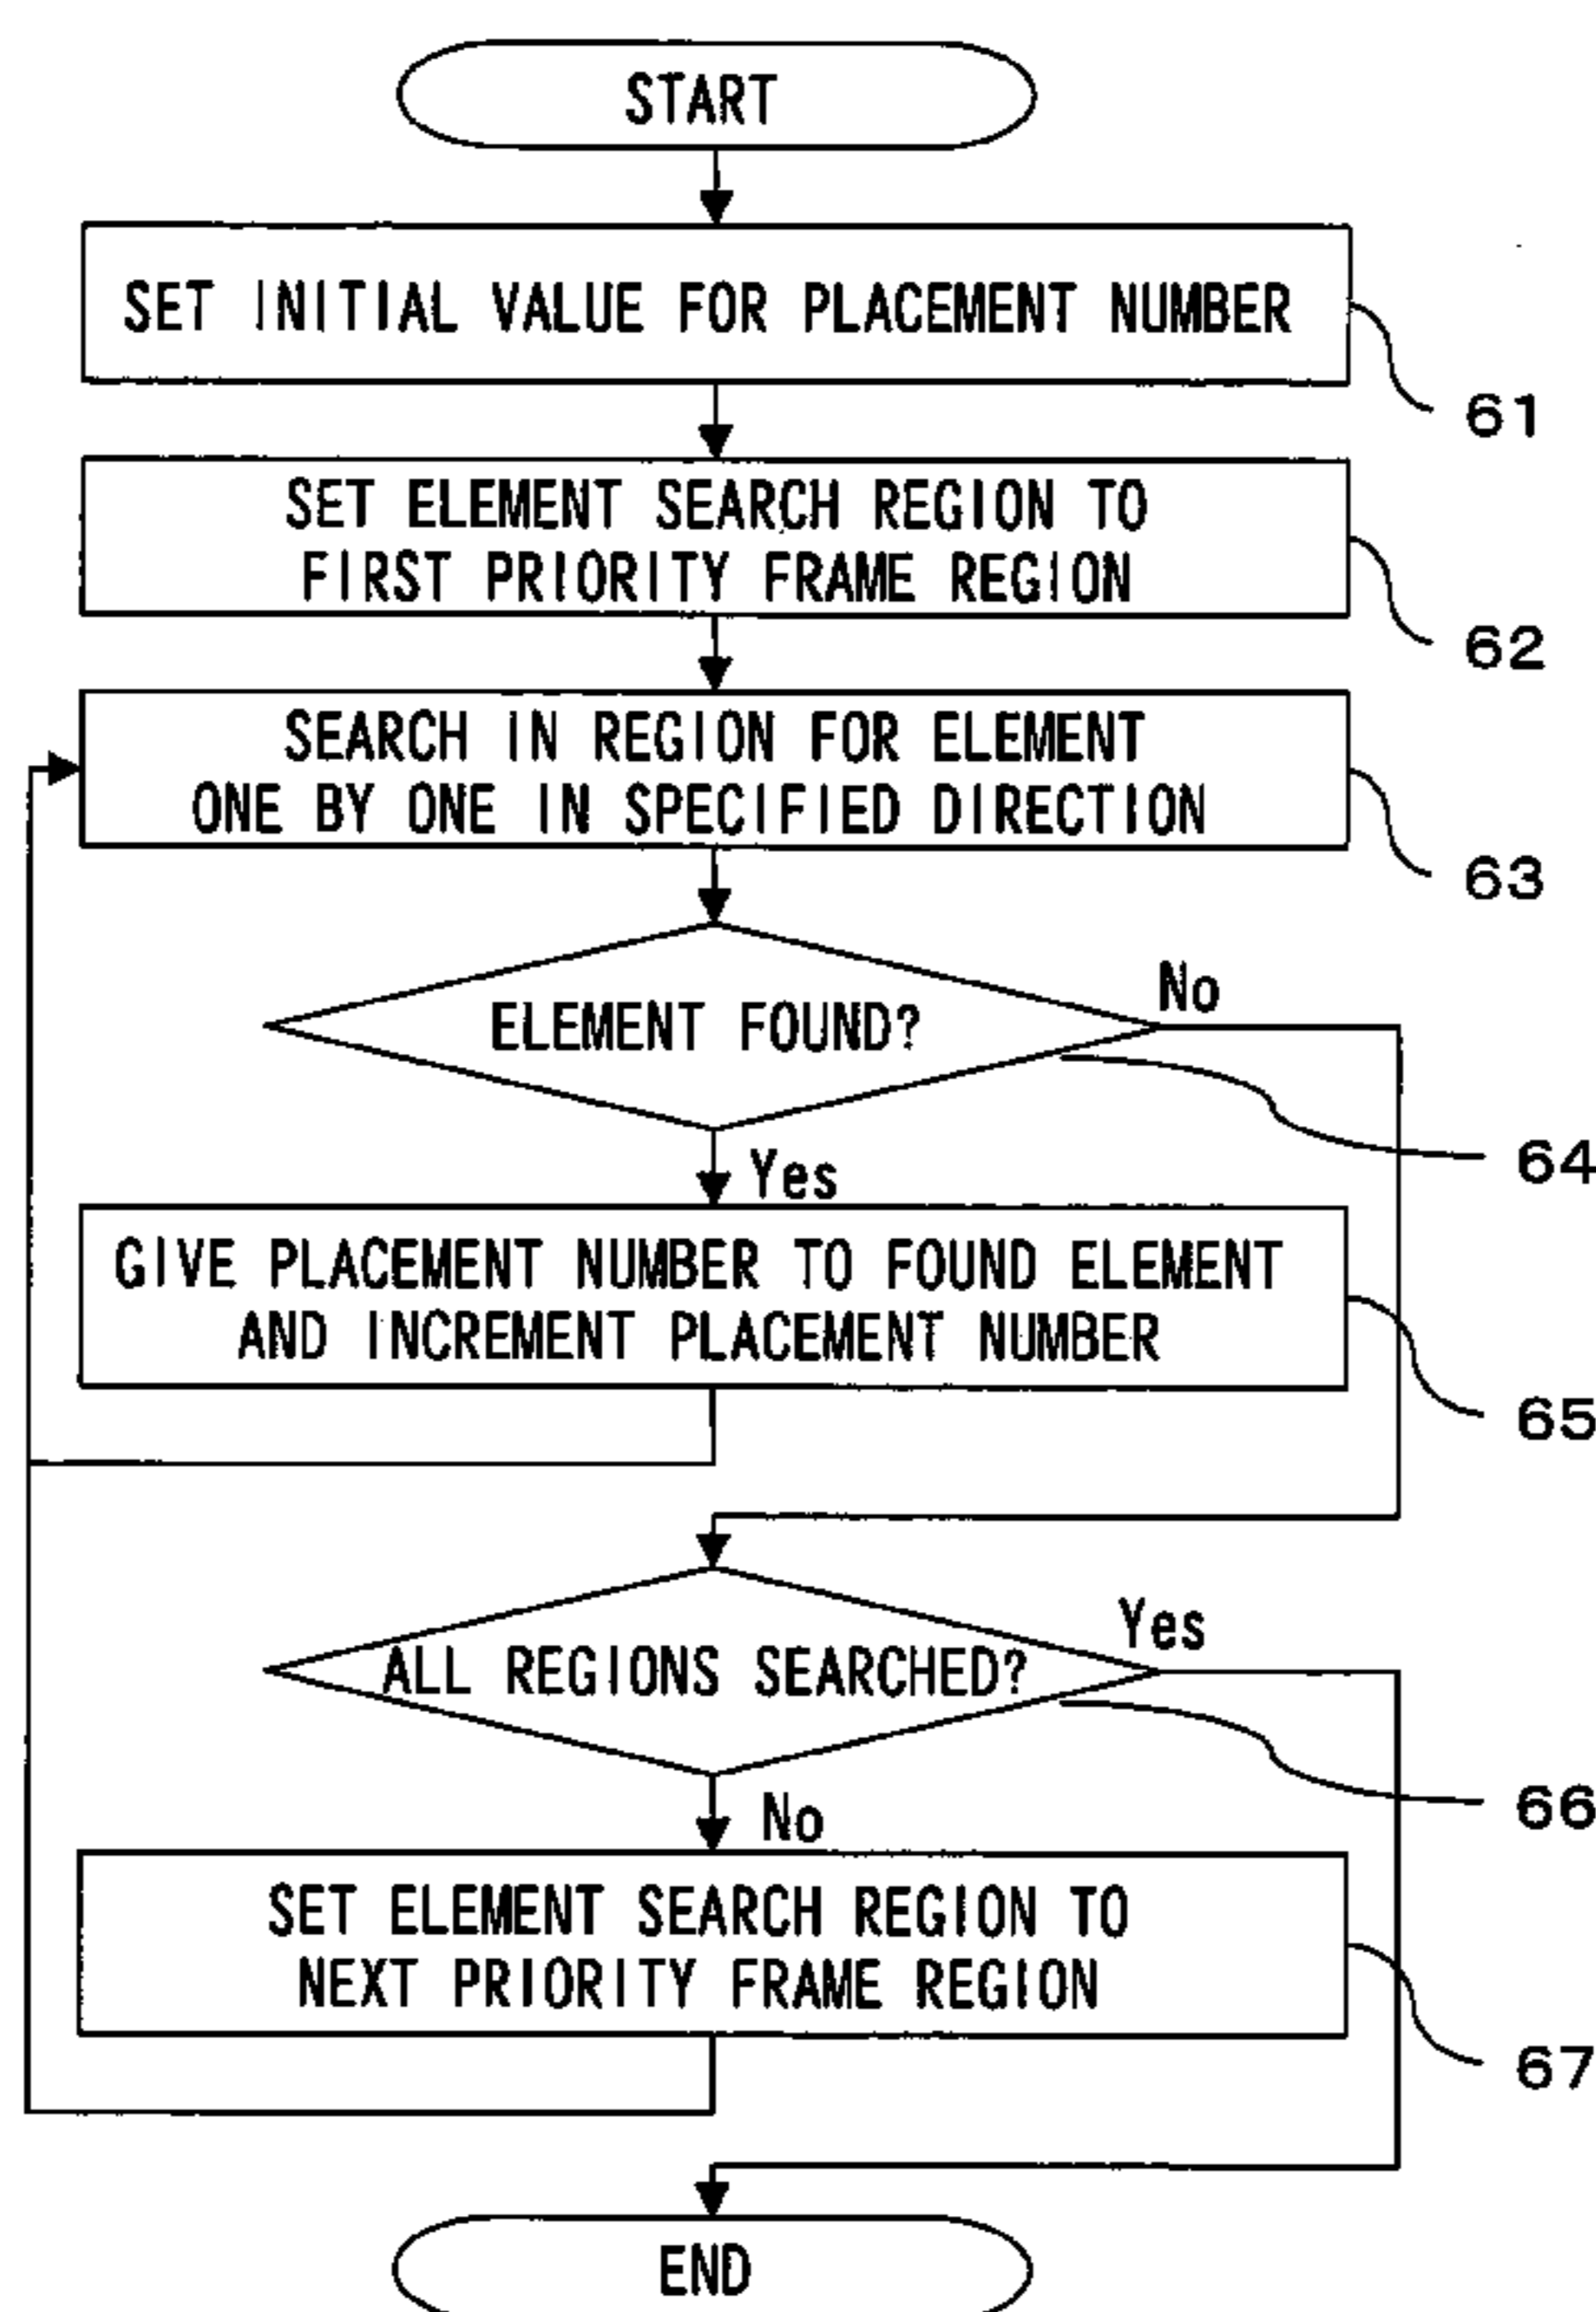 START
SET INITIAL VALUE FOR PLACEMENT NUMBER
61
SET ELEMENT SEARCH REGION TO
FIRST PRIORITY FRAME REGION
62
SEARCH IN REGION FOR ELEMENT
ONE BY ONE IN SPECIFIED DIRECTION
63
No
ELEMENT FOUND?
64
Yes
GIVE PLACEMENT NUMBER TO FOUND ELEMENT
AND INCREMENT PLACEMENT NUMBER
65
Yes
ALL REGIONS SEARCHED?
66
No
SET ELEMENT SEARCH REGION TO
NEXT PRIORITY FRAME REGION
67
END